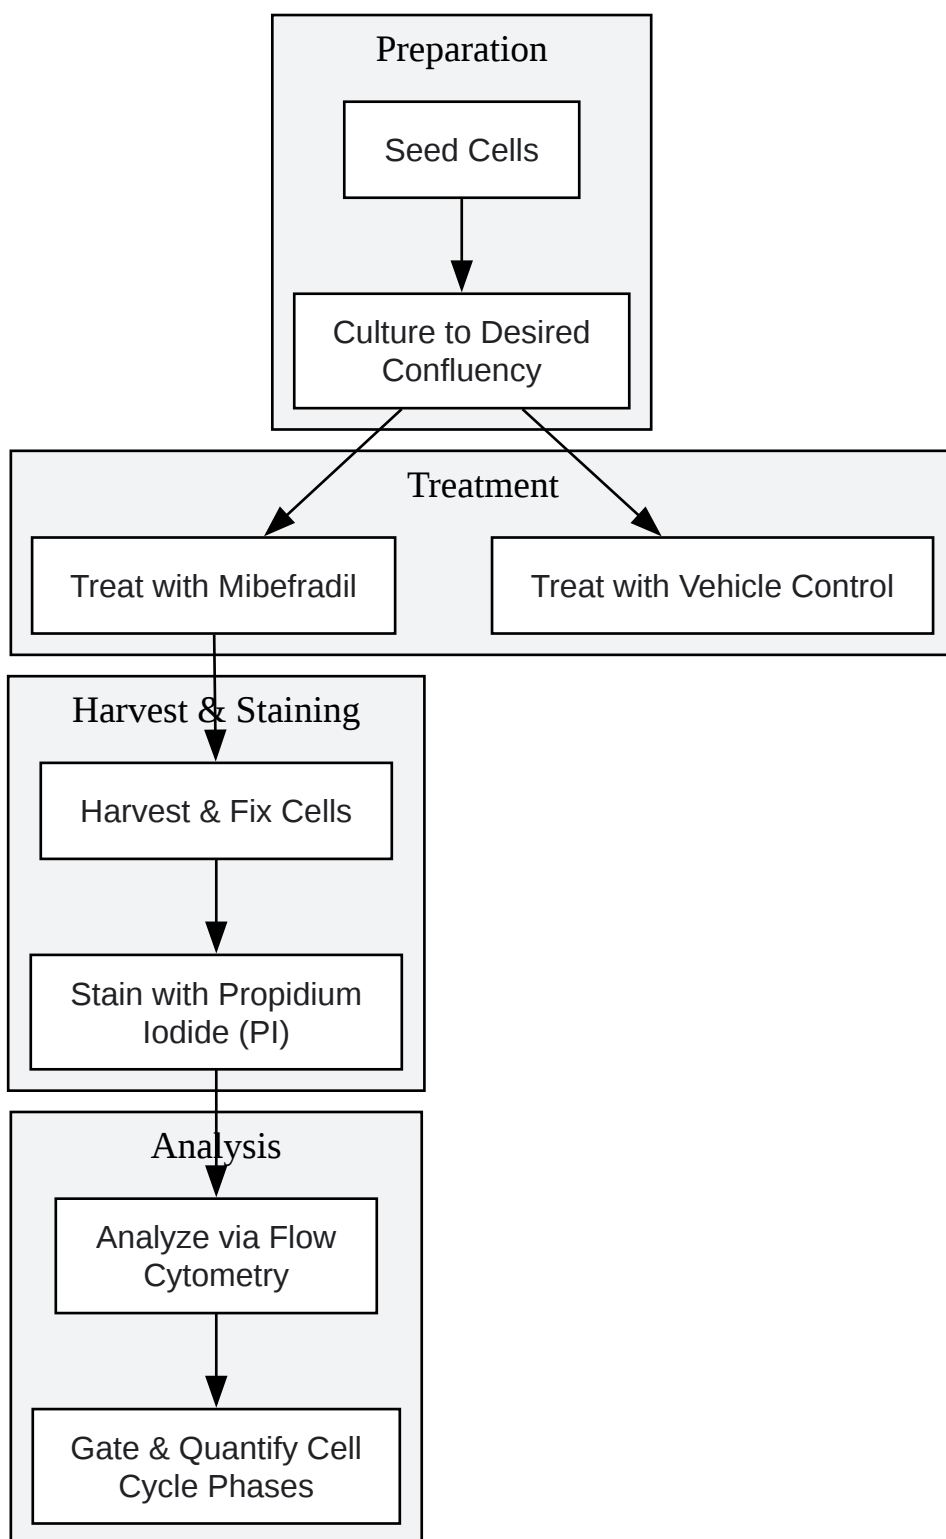 Preparation
Seed Cells
Culture to Desired
Confluency
Treatment
Treat with Mibefradil
Treat with Vehicle Control
Harvest & Staining
Harvest & Fix Cells
Stain with Propidium
Iodide (PI)
Analysis
Analyze via Flow
Cytometry
Gate & Quantify Cell
Cycle Phases